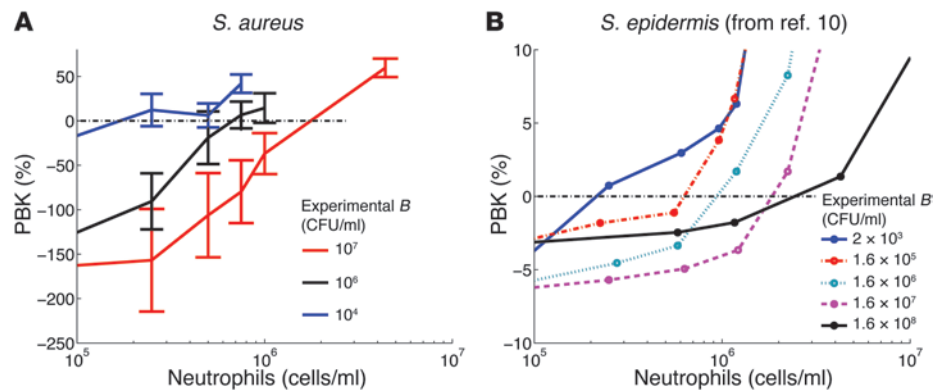 A
S. aureus
PBK (%)
50
0
−50
−100
−150
−200
−250
10⁵
10⁶
10⁷
Neutrophils (cells/ml)
Experimental B
(CFU/ml)
10⁷
10⁶
10⁴
B
S. epidermis (from ref. 10)
PBK (%)
10
5
0
−5
−10
10⁵
10⁶
10⁷
Neutrophils (cells/ml)
Experimental B
(CFU/ml)
2 × 10³
1.6 × 10⁵
1.6 × 10⁶
1.6 × 10⁷
1.6 × 10⁸